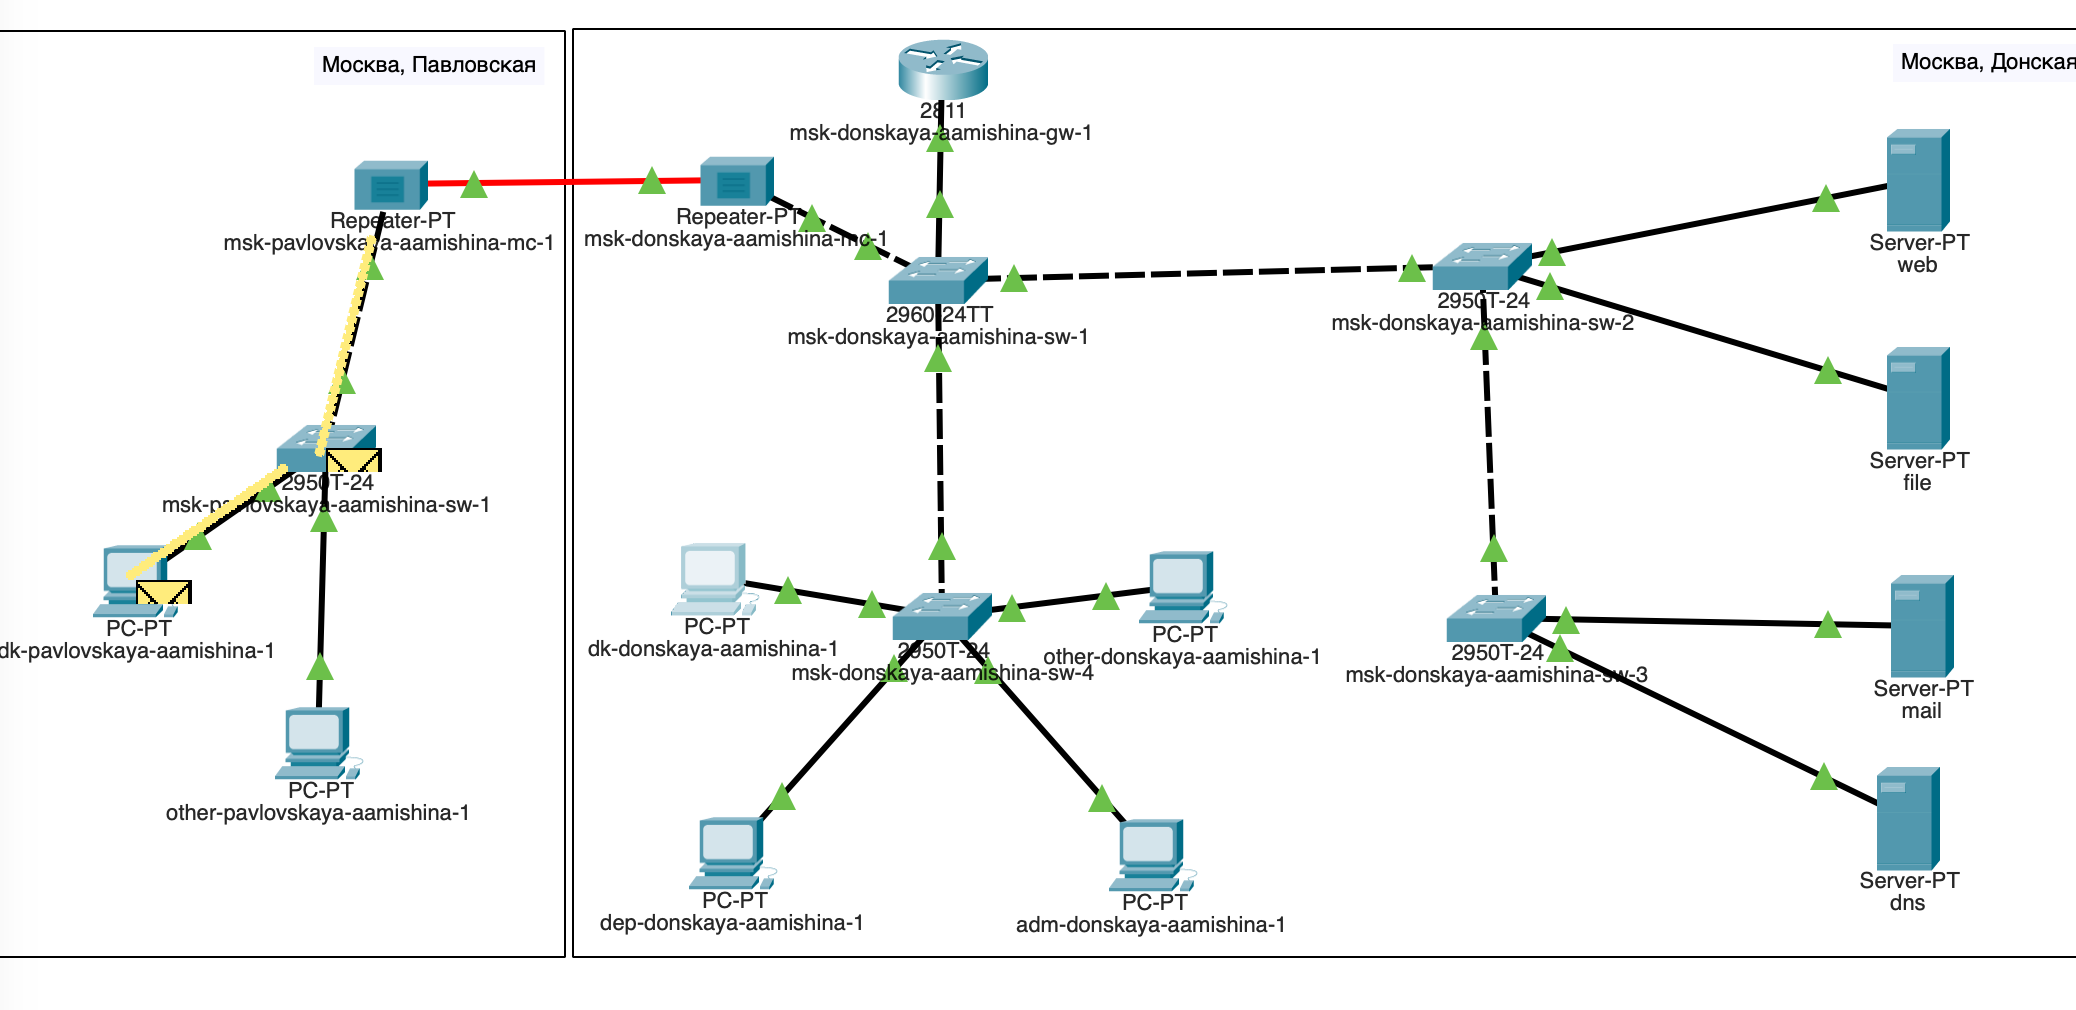 Москва, Павловская
Repeater-PT
msk-pavlovskaya-aamishina-mc-1
2950T-24
msk-pavlovskaya-aamishina-sw-1
PC-PT
dk-pavlovskaya-aamishina-1
PC-PT
other-pavlovskaya-aamishina-1
Москва, Донская
2811
msk-donskaya-aamishina-gw-1
Repeater-PT
msk-donskaya-aamishina-mc-1
2960-24TT
msk-donskaya-aamishina-sw-1
2950T-24
msk-donskaya-aamishina-sw-2
Server-PT
web
Server-PT
file
PC-PT
dk-donskaya-aamishina-1
2950T-24
msk-donskaya-aamishina-sw-4
PC-PT
other-donskaya-aamishina-1
2950T-24
msk-donskaya-aamishina-sw-3
Server-PT
mail
PC-PT
dep-donskaya-aamishina-1
PC-PT
adm-donskaya-aamishina-1
Server-PT
dns